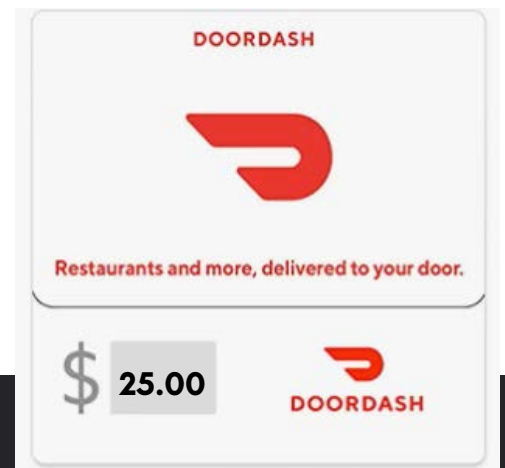 DOORDASH
Restaurants and more, delivered to your door.
$ 25.00
DOORDASH